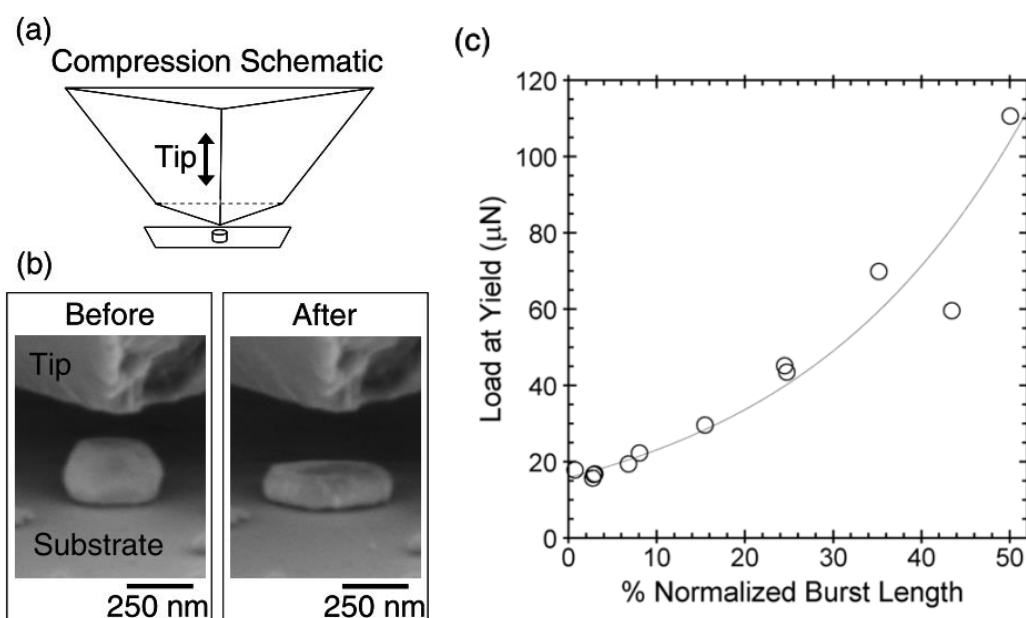 (a)
Compression Schematic
Tip
(b)
Before
After
Tip
Substrate
250 nm
250 nm
(c)
120
100
80
60
40
20
0
Load at Yield (μN)
0 10 20 30 40 50
% Normalized Burst Length